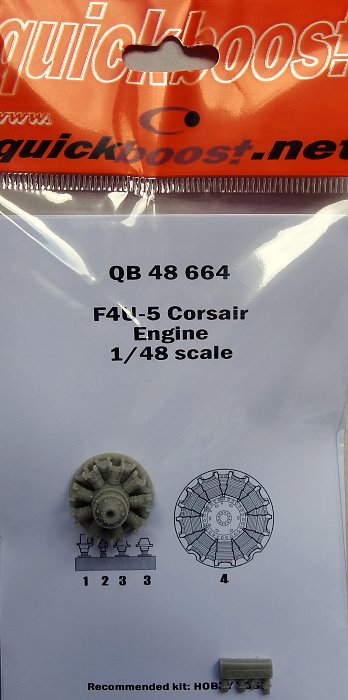 quickboost
www.
quickboost.net
QB 48 664
F4U-5 Corsair
Engine
1/48 scale
1 2 3 3 4
Recommended kit: